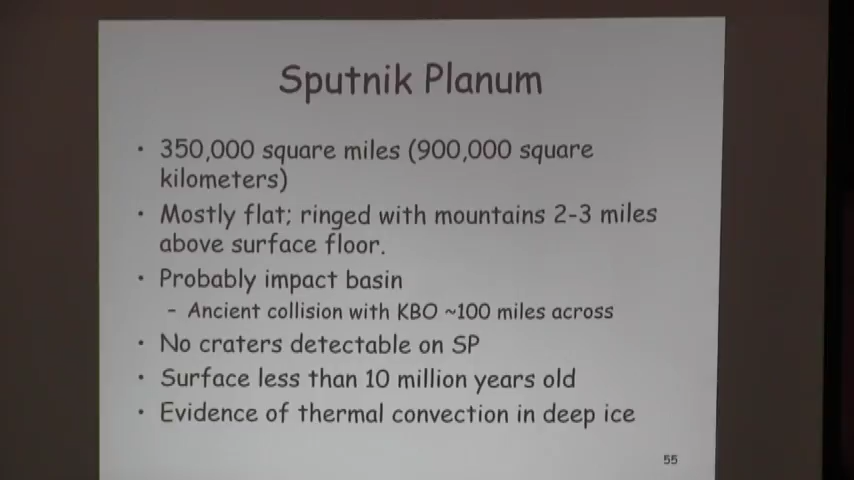 Sputnik Planum
• 350,000 square miles (900,000 square
kilometers)
• Mostly flat; ringed with mountains 2-3 miles
above surface floor.
• Probably impact basin
– Ancient collision with KBO ~100 miles across
• No craters detectable on SP
• Surface less than 10 million years old
• Evidence of thermal convection in deep ice
55